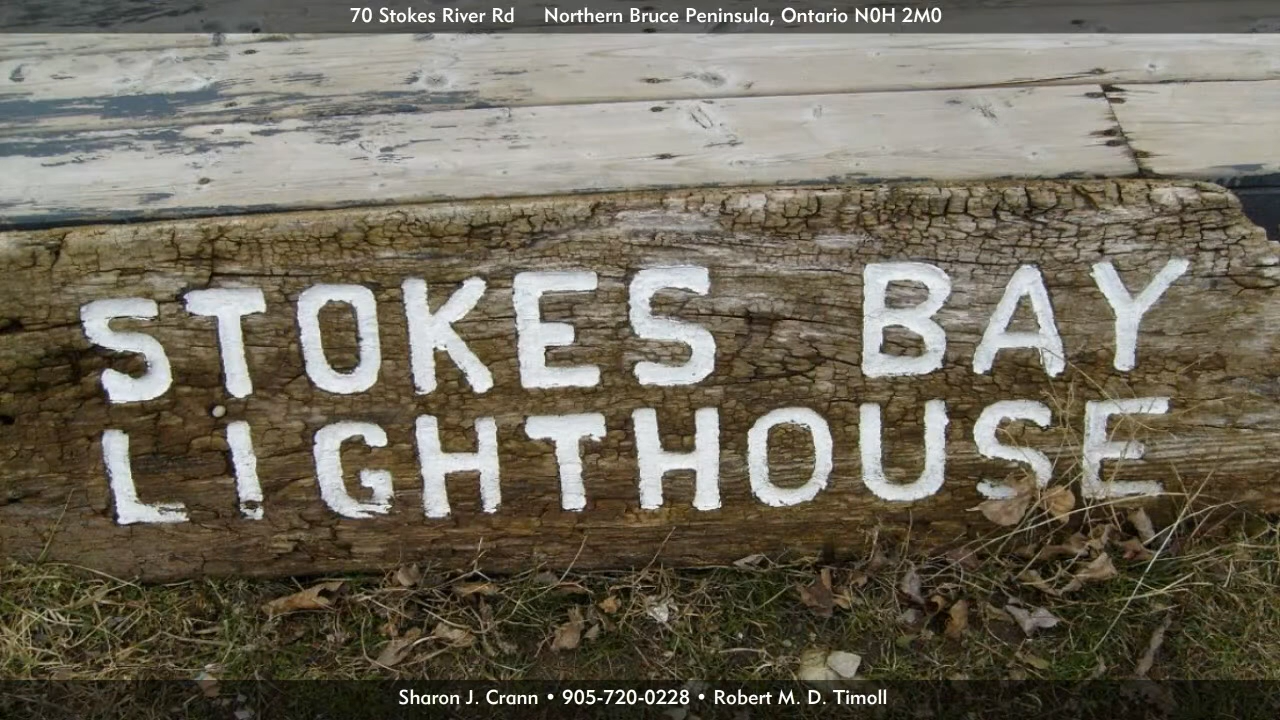 70 Stokes River Rd Northern Bruce Peninsula, Ontario N0H 2M0
STOKES BAY
LIGHTHOUSE
Sharon J. Crann • 905-720-0228 • Robert M. D. Timoll